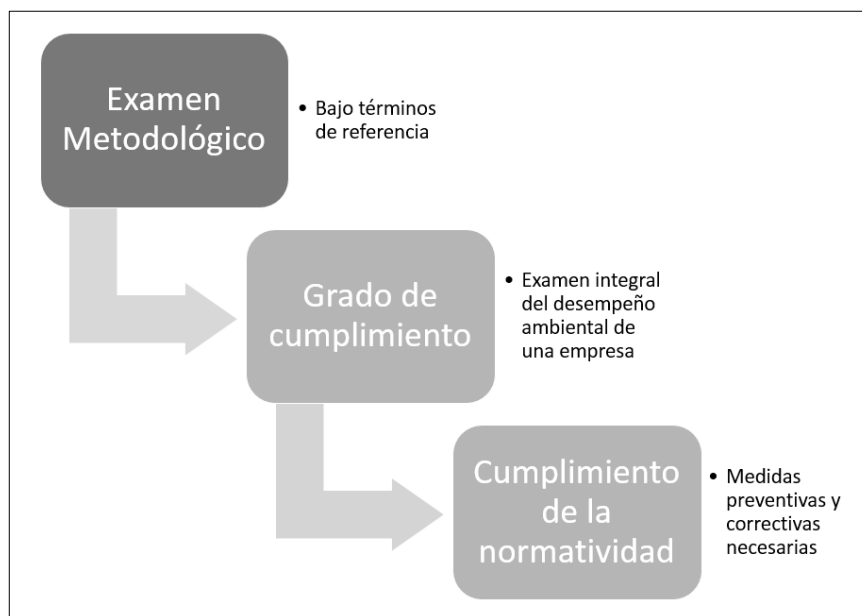 Examen
Metodológico
• Bajo términos
de referencia
Grado de
cumplimiento
• Examen integral
del desempeño
ambiental de
una empresa
Cumplimiento
de la
normatividad
• Medidas
preventivas y
correctivas
necesarias